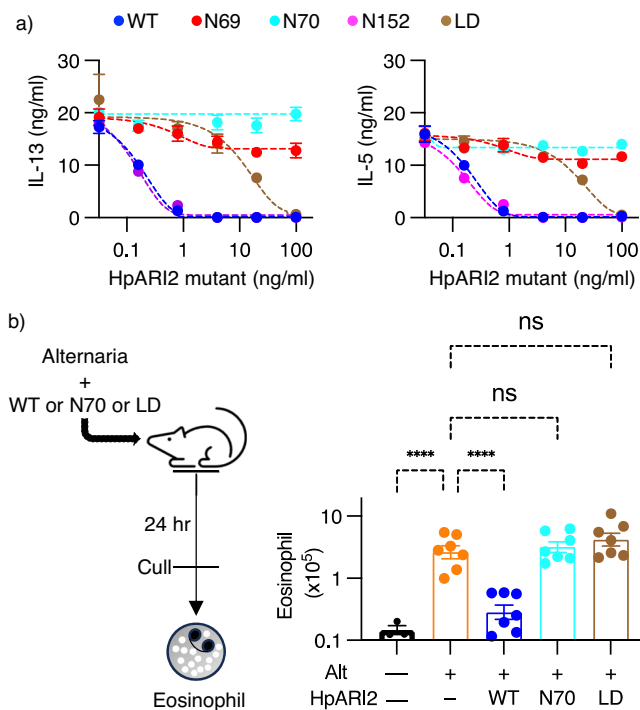 a)
WT N69 N70 N152 LD
IL-13 (ng/ml)
30
20
10
0
0.1 1 10 100
HpARI2 mutant (ng/ml)
IL-5 (ng/ml)
30
20
10
0
0.1 1 10 100
HpARI2 mutant (ng/ml)
b)
Alternaria
+
WT or N70 or LD
24 hr
Cull
Eosinophil
ns
ns
**** ****
Eosinophil
(x10⁵)
10
1
0.1
Alt — + + + +
HpARI2 — – WT N70 LD